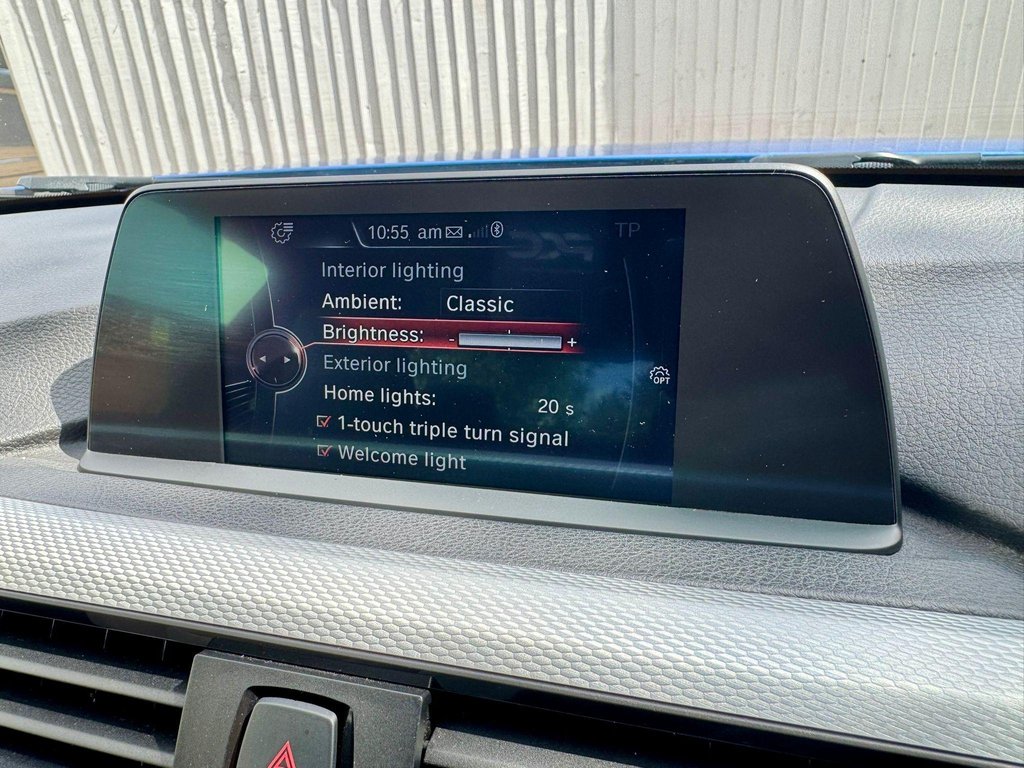 10:55 am TP
Interior lighting
Ambient: Classic
Brightness: - +
Exterior lighting
OPT
Home lights: 20 s
1-touch triple turn signal
Welcome light